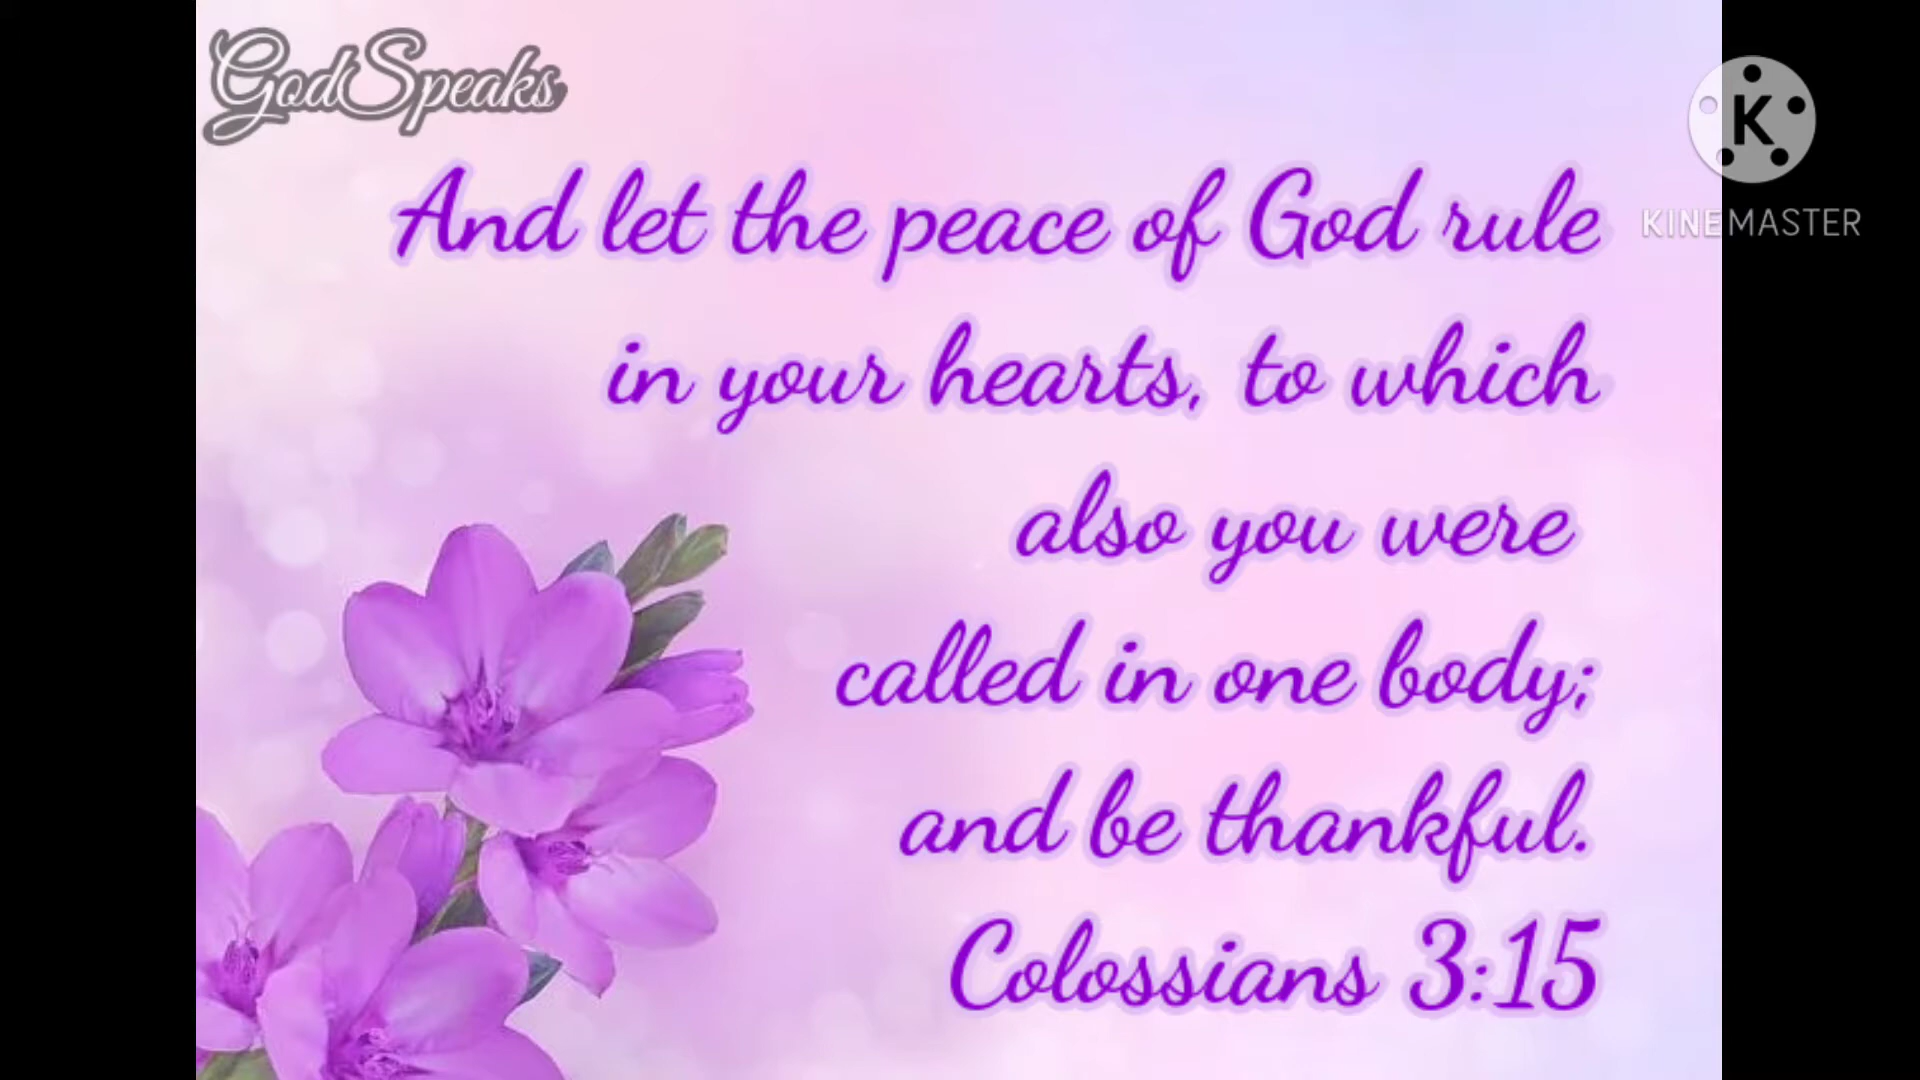 GodSpeaks
K
KINEMASTER
And let the peace of God rule
in your hearts, to which
also you were
called in one body;
and be thankful.
Colossians 3:15